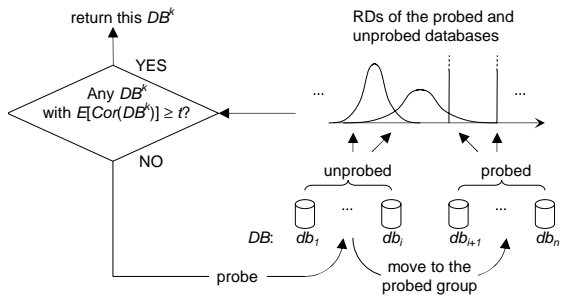 return this DB^k
RDs of the probed and
unprobed databases
YES
Any DB^k
with E[Cor(DB^k)] ≥ t?
...
...
NO
unprobed
probed
...
...
DB:
db_1
db_i
db_{i+1}
db_n
probe
move to the
probed group